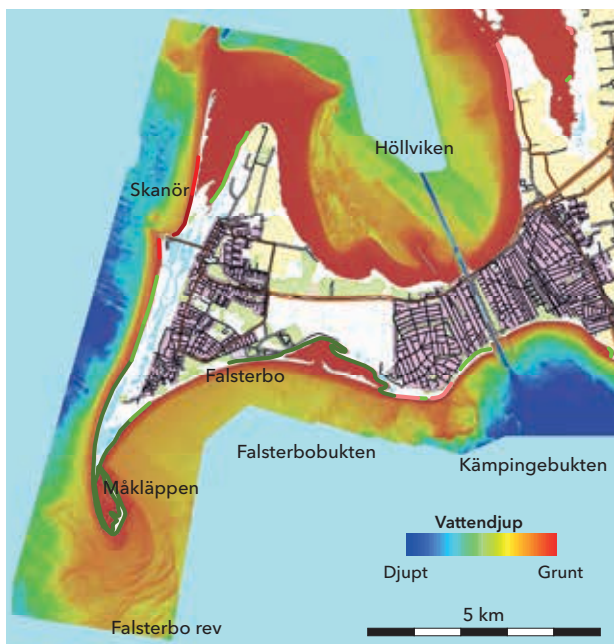 Höllviken
Skanör
Falsterbo
Falsterbobukten
Kämpingebukten
Måkläppen
Vattendjup
Djupt
Grunt
5 km
Falsterbo rev